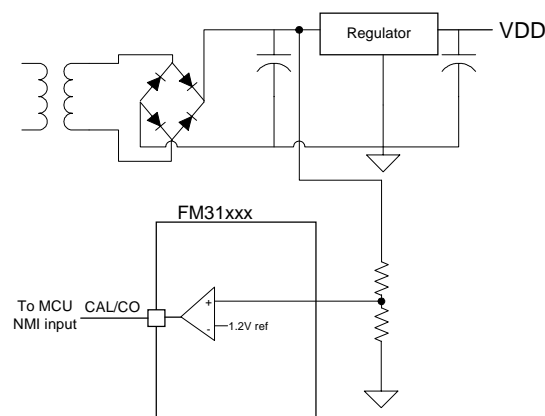 Regulator
VDD
FM31xxx
To MCU
NMI input
CAL/CO
+
-
1.2V ref